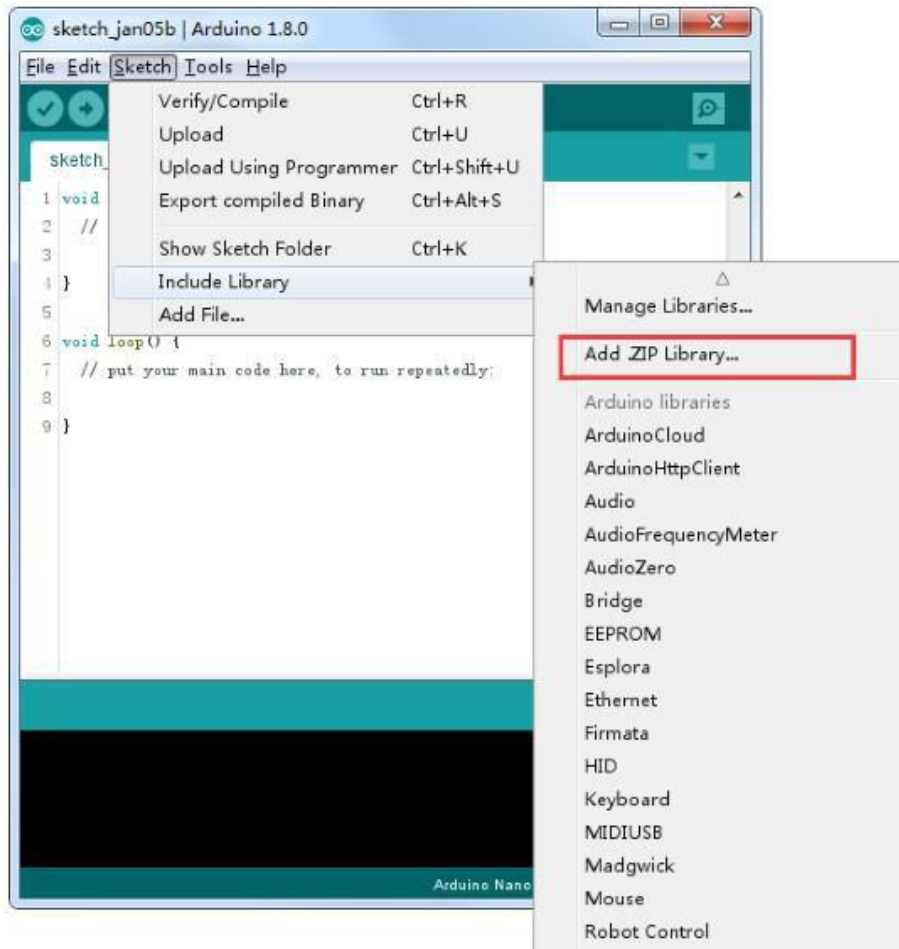 sketch_jan05b | Arduino 1.8.0
File Edit Sketch Tools Help
Verify/Compile Ctrl+R
Upload Ctrl+U
Upload Using Programmer Ctrl+Shift+U
Export compiled Binary Ctrl+Alt+S
Show Sketch Folder Ctrl+K
Include Library
Add File...
sketch_
1 void
2 //
3
4 }
5
6 void loop() {
7 // put your main code here, to run repeatedly:
8
9 }
Manage Libraries...
Add .ZIP Library...
Arduino libraries
ArduinoCloud
ArduinoHttpClient
Audio
AudioFrequencyMeter
AudioZero
Bridge
EEPROM
Esplora
Ethernet
Firmata
HID
Keyboard
MIDIUSB
Madgwick
Mouse
Robot Control
Arduino Nano